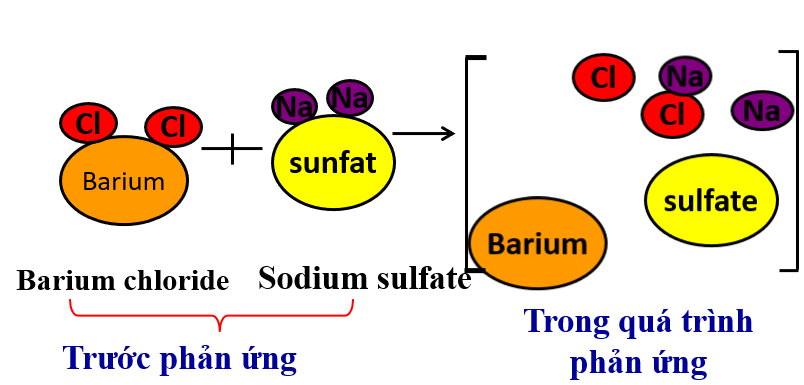 Cl Cl
Barium
Na Na
sunfat
Cl Na
Cl Na
sulfate
Barium
Barium chloride Sodium sulfate
Trước phản ứng
Trong quá trình
phản ứng